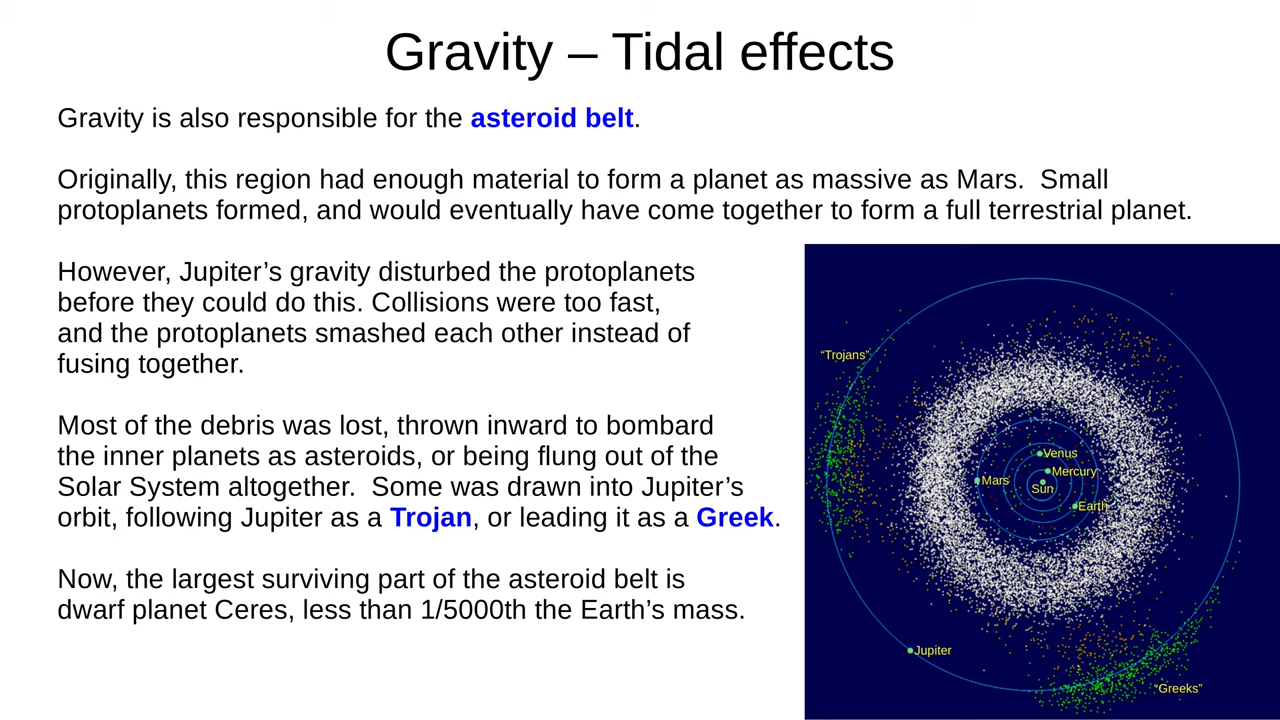 Gravity – Tidal effects
Gravity is also responsible for the asteroid belt.
Originally, this region had enough material to form a planet as massive as Mars.  Small
protoplanets formed, and would eventually have come together to form a full terrestrial planet.
However, Jupiter’s gravity disturbed the protoplanets
before they could do this. Collisions were too fast,
and the protoplanets smashed each other instead of
fusing together.
Most of the debris was lost, thrown inward to bombard
the inner planets as asteroids, or being flung out of the
Solar System altogether.  Some was drawn into Jupiter’s
orbit, following Jupiter as a Trojan, or leading it as a Greek.
Now, the largest surviving part of the asteroid belt is
dwarf planet Ceres, less than 1/5000th the Earth’s mass.
“Trojans”
Venus
Mercury
Mars
Sun
Earth
Jupiter
“Greeks”